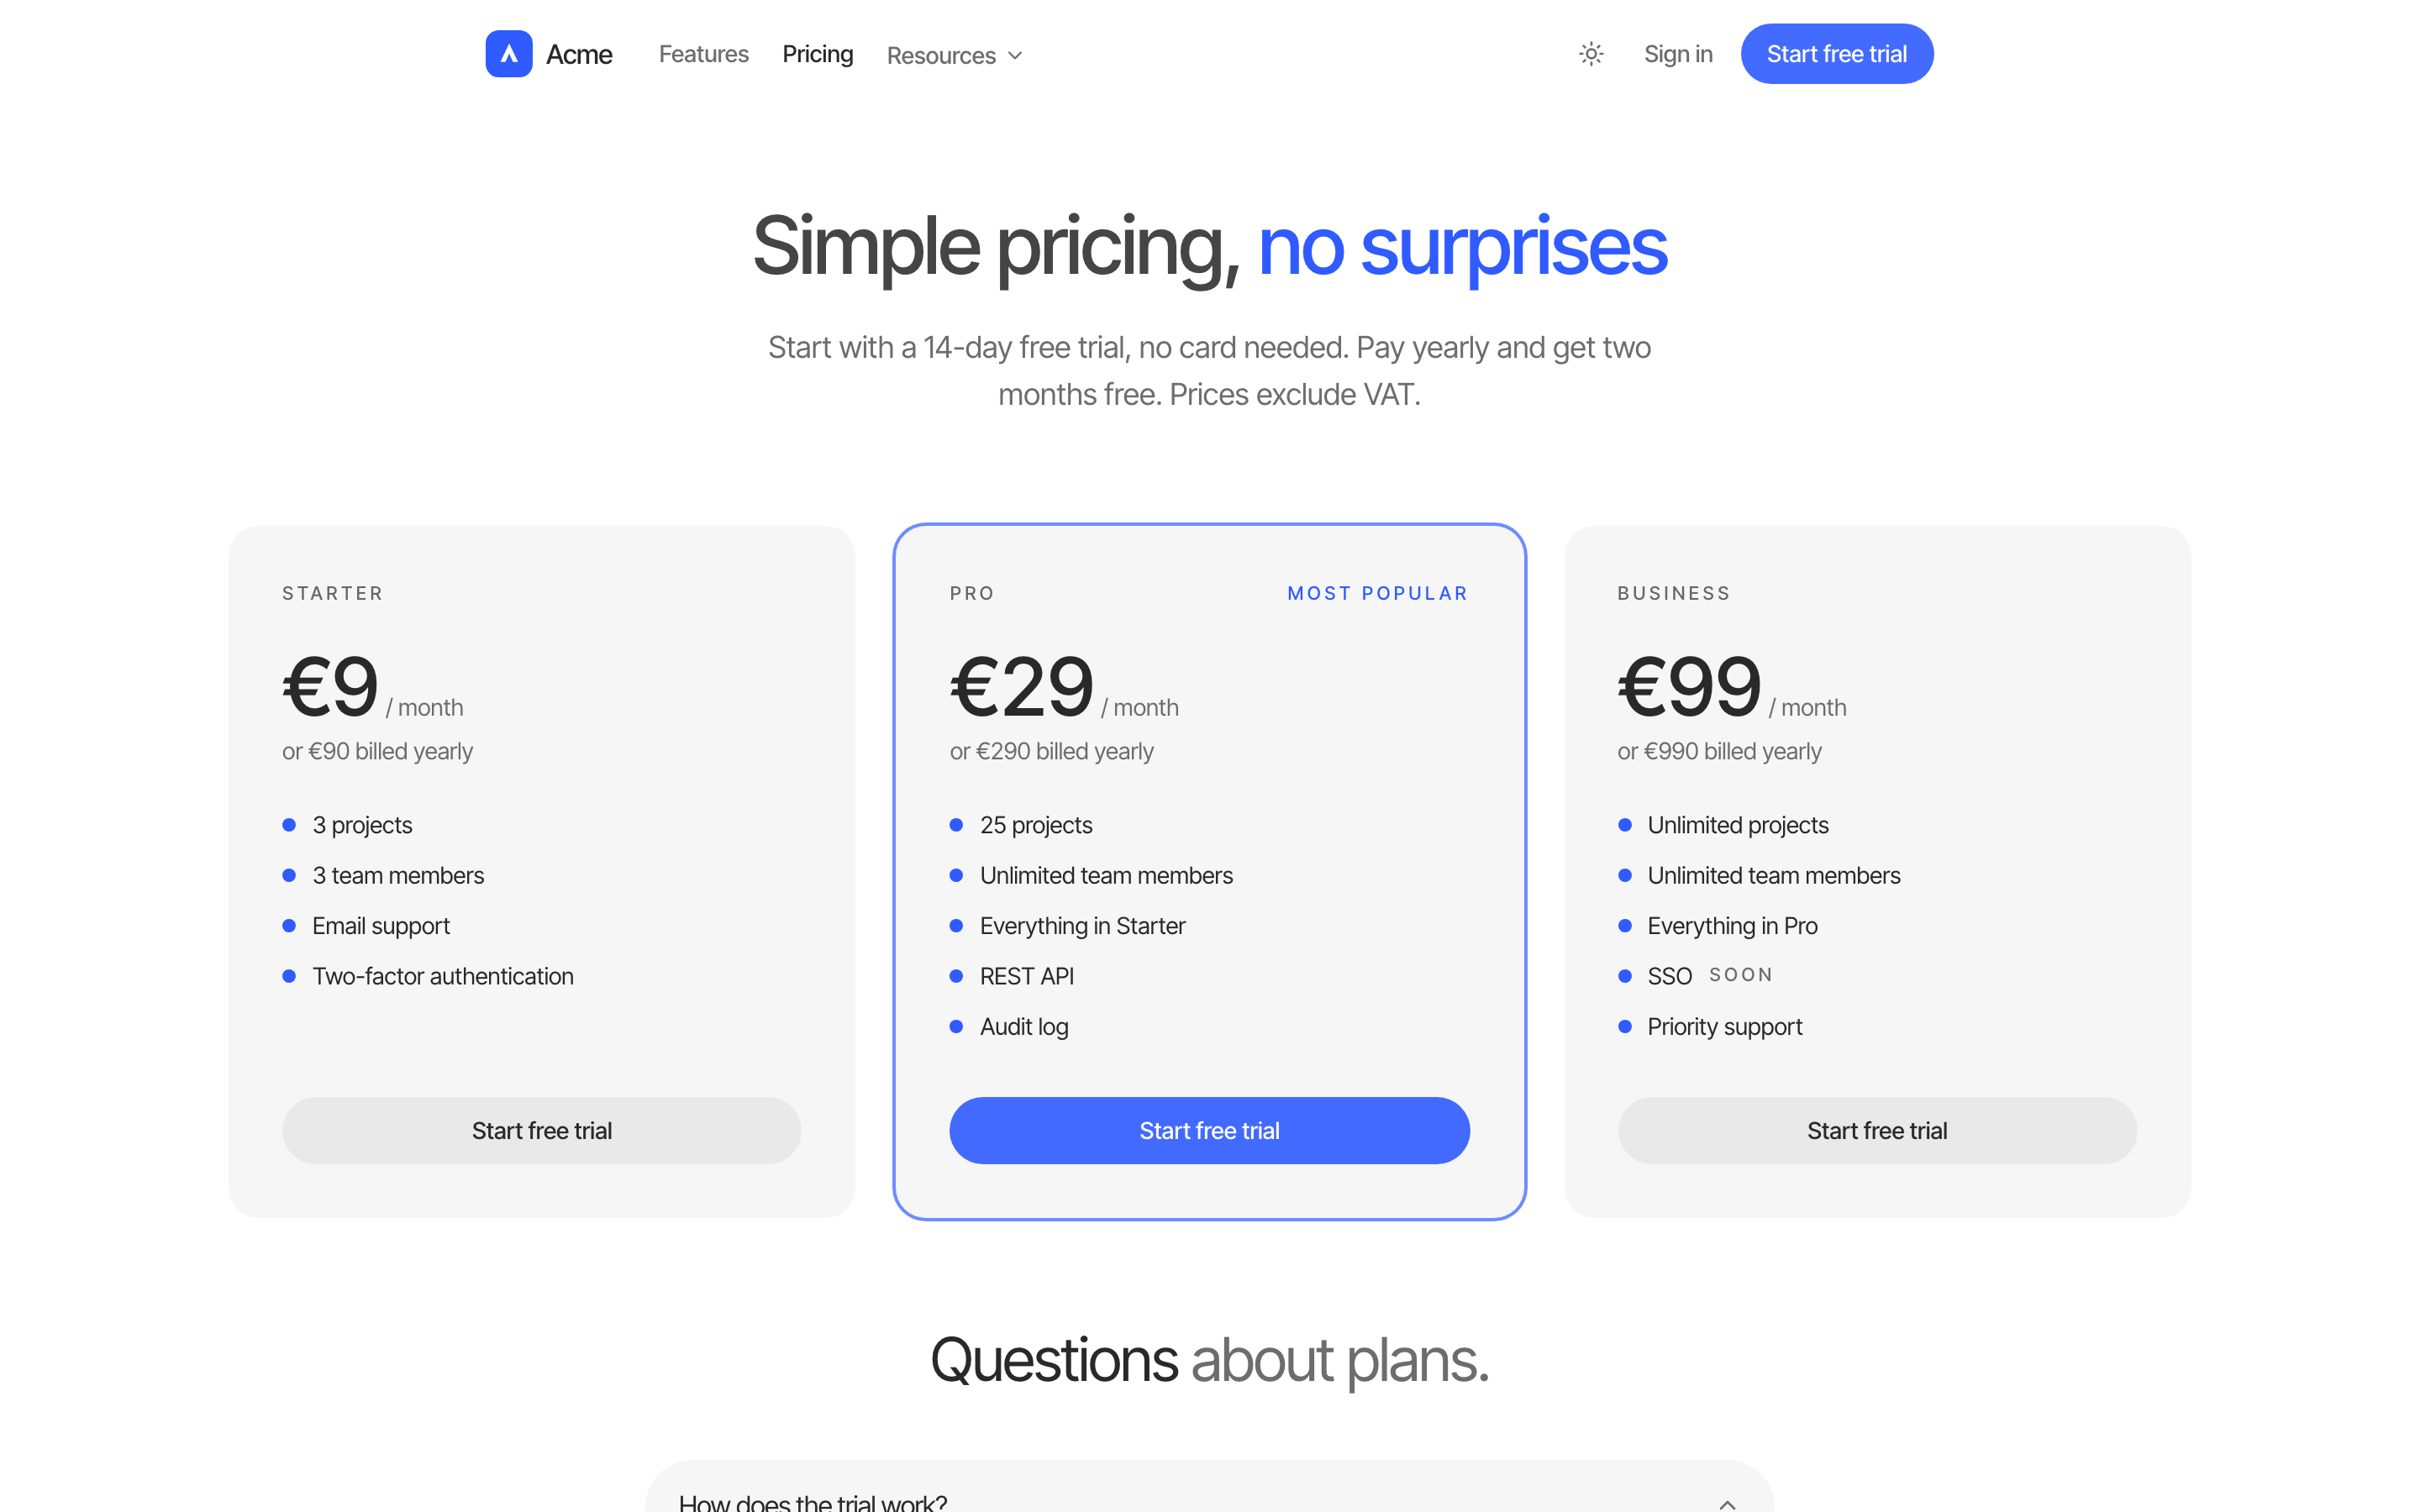 Acme
Features
Pricing
Resources
Sign in
Start free trial
Simple pricing, no surprises
Start with a 14-day free trial, no card needed. Pay yearly and get two
months free. Prices exclude VAT.
STARTER
€9 / month
or €90 billed yearly
3 projects
3 team members
Email support
Two-factor authentication
Start free trial
PRO
MOST POPULAR
€29 / month
or €290 billed yearly
25 projects
Unlimited team members
Everything in Starter
REST API
Audit log
Start free trial
BUSINESS
€99 / month
or €990 billed yearly
Unlimited projects
Unlimited team members
Everything in Pro
SSO SOON
Priority support
Start free trial
Questions about plans.
How does the trial work?